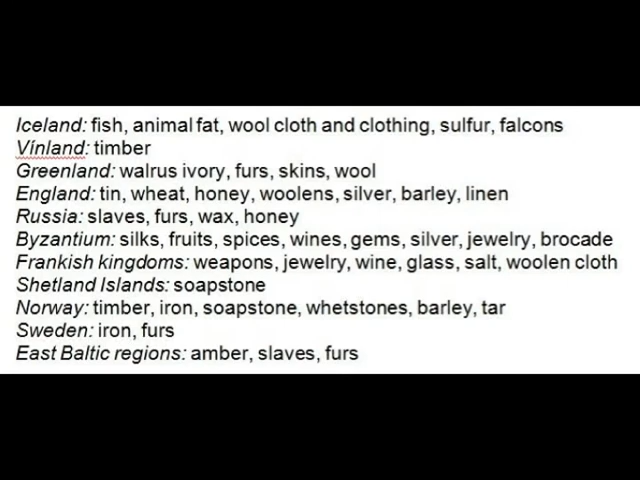 Iceland: fish, animal fat, wool cloth and clothing, sulfur, falcons
Vínland: timber
Greenland: walrus ivory, furs, skins, wool
England: tin, wheat, honey, woolens, silver, barley, linen
Russia: slaves, furs, wax, honey
Byzantium: silks, fruits, spices, wines, gems, silver, jewelry, brocade
Frankish kingdoms: weapons, jewelry, wine, glass, salt, woolen cloth
Shetland Islands: soapstone
Norway: timber, iron, soapstone, whetstones, barley, tar
Sweden: iron, furs
East Baltic regions: amber, slaves, furs